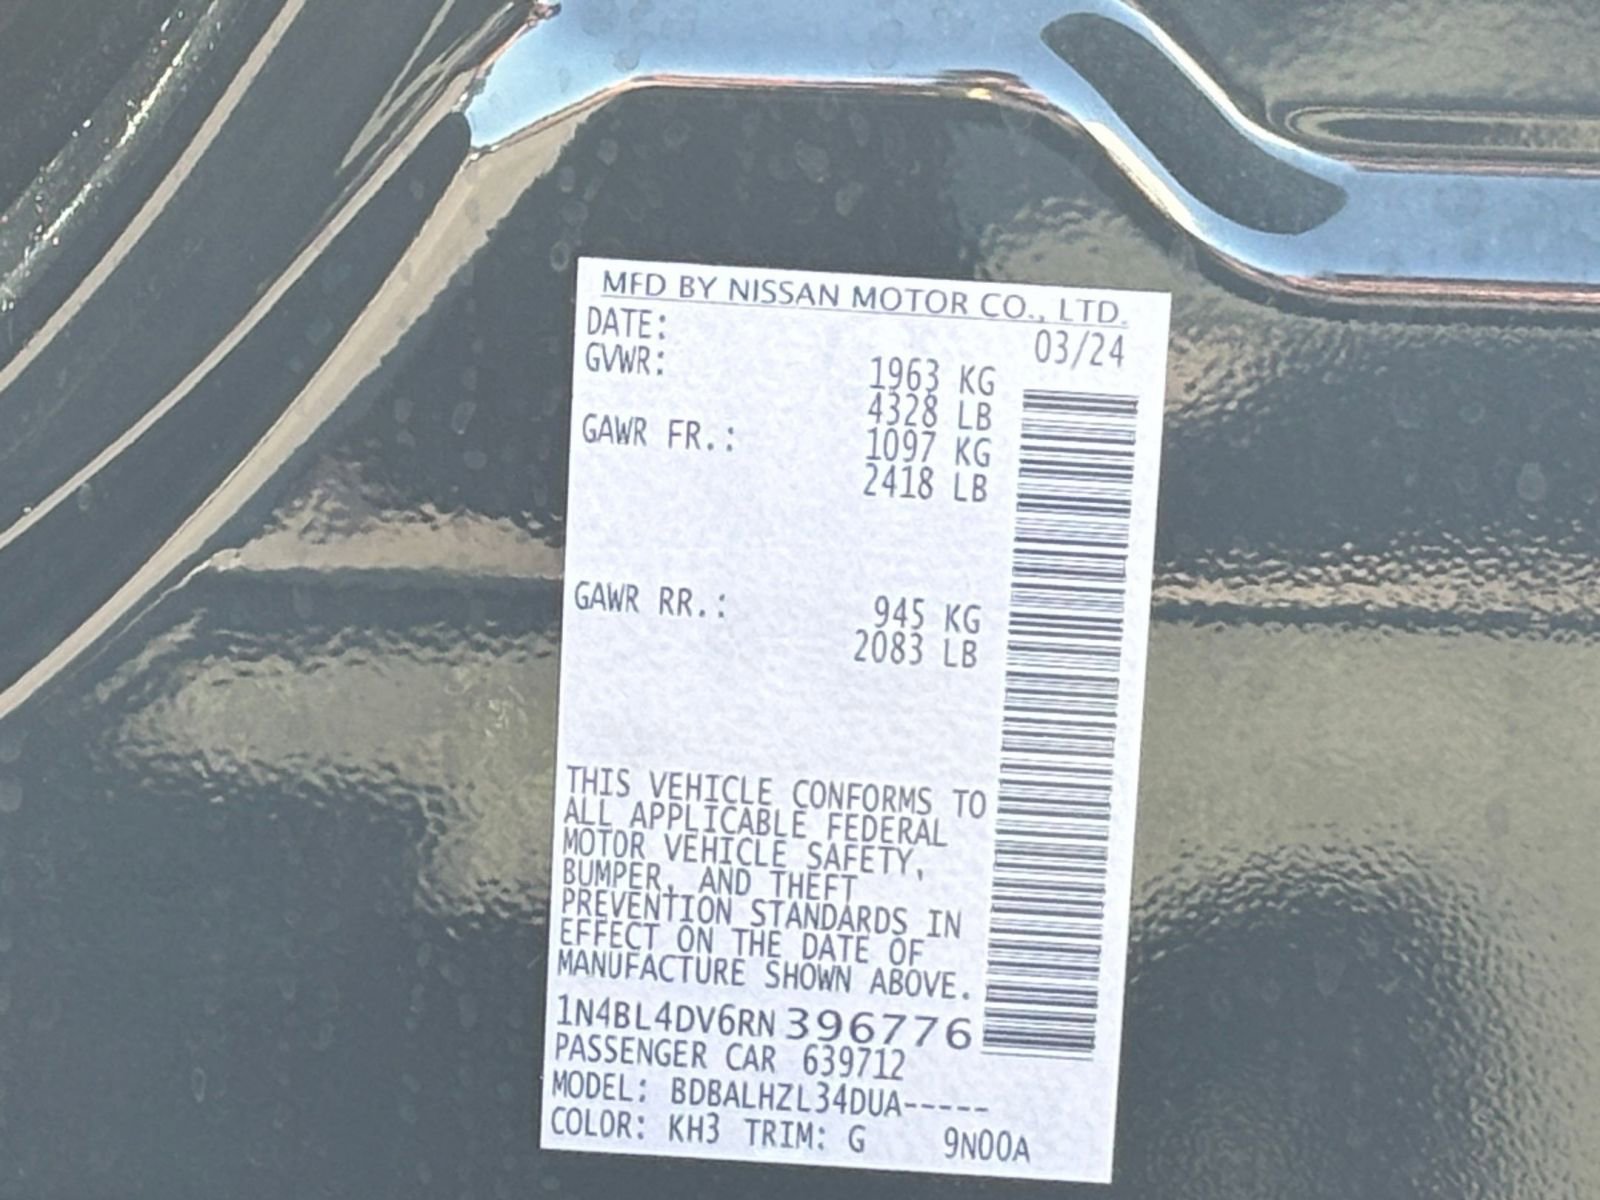 MFD BY NISSAN MOTOR CO., LTD.
DATE: 03/24
GVWR: 1963 KG
4328 LB
GAWR FR.: 1097 KG
2418 LB
GAWR RR.: 945 KG
2083 LB
THIS VEHICLE CONFORMS TO
ALL APPLICABLE FEDERAL
MOTOR VEHICLE SAFETY,
BUMPER, AND THEFT
PREVENTION STANDARDS IN
EFFECT ON THE DATE OF
MANUFACTURE SHOWN ABOVE.
1N4BL4DV6RN396776
PASSENGER CAR 639712
MODEL: BDBALHZL34DUA-----
COLOR: KH3 TRIM: G 9N00A